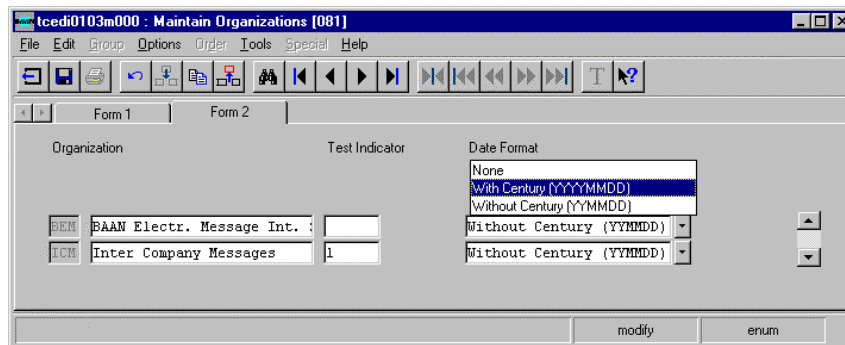 BAAN tcedi0103m000 : Maintain Organizations [081]
File Edit Group Options Order Tools Special Help
T ?
Form 1 Form 2
Organization Test Indicator Date Format
None
With Century (YYYYMMDD)
Without Century (YYMMDD)
BEM BAAN Electr. Message Int. Without Century (YYMMDD)
ICM Inter Company Messages 1 Without Century (YYMMDD)
modify enum